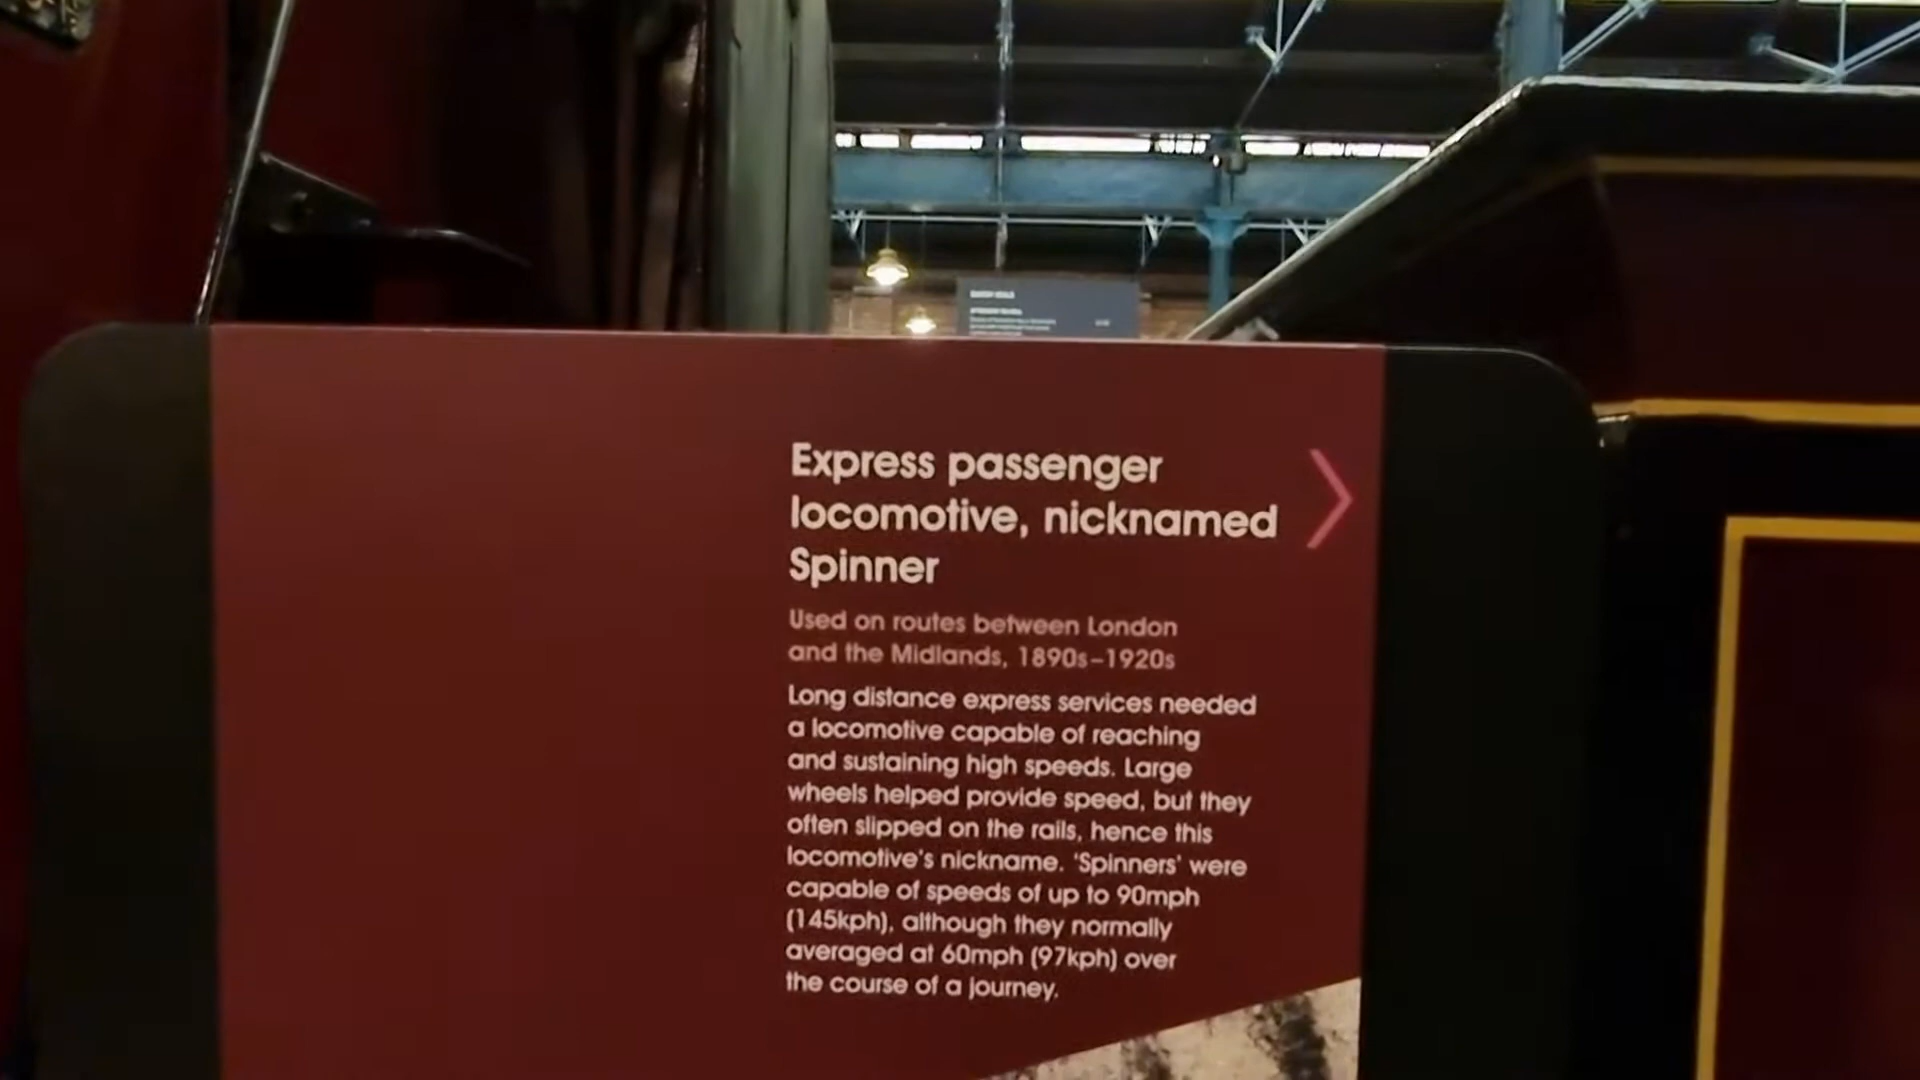 Express passenger
locomotive, nicknamed
Spinner
Used on routes between London
and the Midlands, 1890s–1920s
Long distance express services needed
a locomotive capable of reaching
and sustaining high speeds. Large
wheels helped provide speed, but they
often slipped on the rails, hence this
locomotive's nickname. 'Spinners' were
capable of speeds of up to 90mph
(145kph), although they normally
averaged at 60mph (97kph) over
the course of a journey.